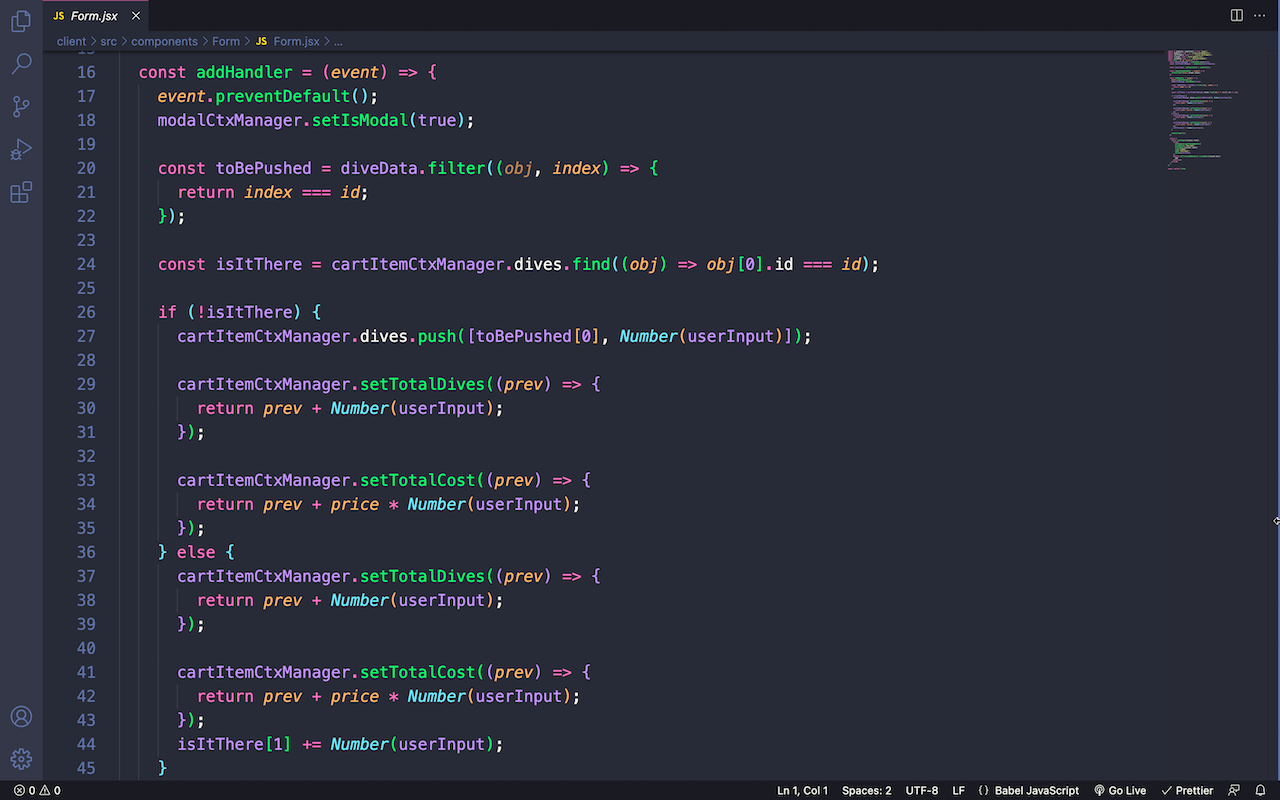 JS Form.jsx
client > src > components > Form > JS Form.jsx > ...
16 const addHandler = (event) => {
17 event.preventDefault();
18 modalCtxManager.setIsModal(true);
19
20 const toBePushed = diveData.filter((obj, index) => {
21 return index === id;
22 });
23
24 const isItThere = cartItemCtxManager.dives.find((obj) => obj[0].id === id);
25
26 if (!isItThere) {
27 cartItemCtxManager.dives.push([toBePushed[0], Number(userInput)]);
28
29 cartItemCtxManager.setTotalDives((prev) => {
30 return prev + Number(userInput);
31 });
32
33 cartItemCtxManager.setTotalCost((prev) => {
34 return prev + price * Number(userInput);
35 });
36 } else {
37 cartItemCtxManager.setTotalDives((prev) => {
38 return prev + Number(userInput);
39 });
40
41 cartItemCtxManager.setTotalCost((prev) => {
42 return prev + price * Number(userInput);
43 });
44 isItThere[1] += Number(userInput);
45 }
0 0 Ln 1, Col 1 Spaces: 2 UTF-8 LF {} Babel JavaScript Go Live Prettier